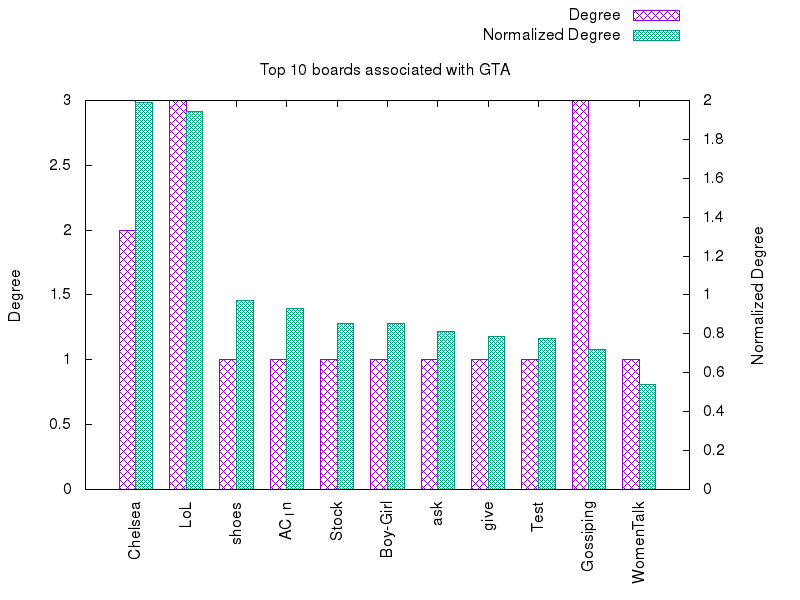 Degree
Normalized Degree
Top 10 boards associated with GTA
3
2.5
2
1.5
1
0.5
0
Degree
2
1.8
1.6
1.4
1.2
1
0.8
0.6
0.4
0.2
0
Normalized Degree
Chelsea
LoL
shoes
AC_In
Stock
Boy-Girl
ask
give
Test
Gossiping
WomenTalk